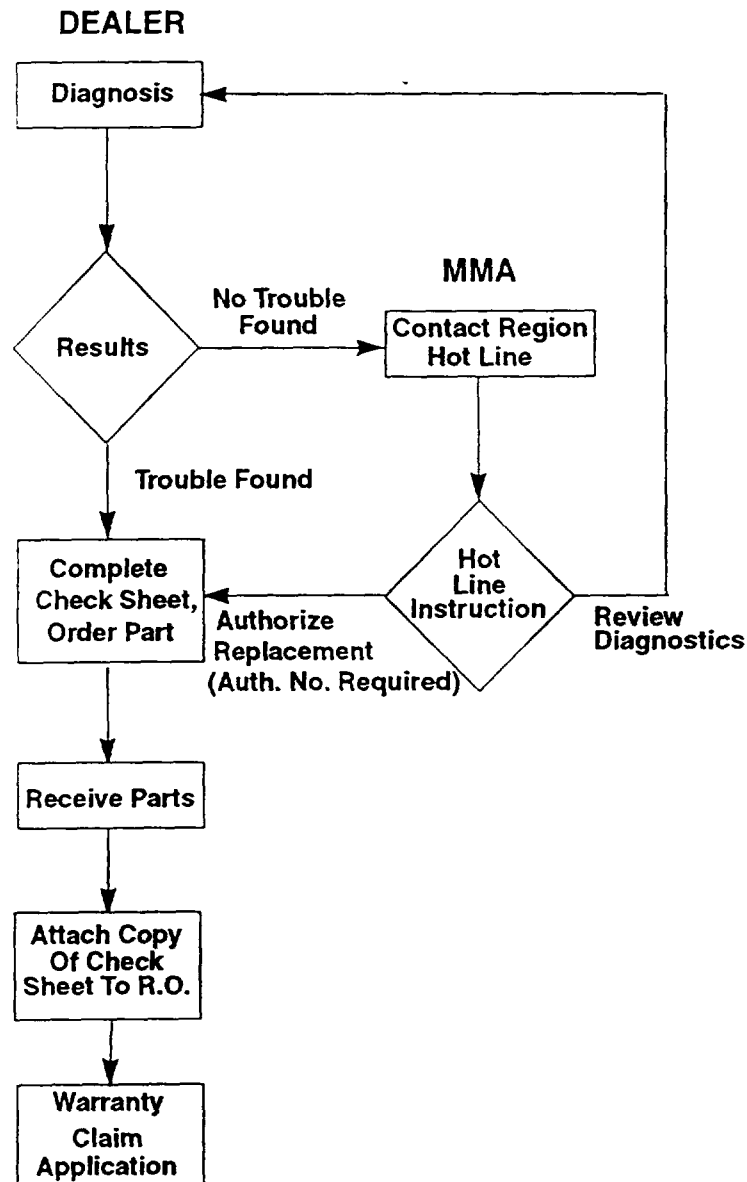 DEALER
Diagnosis
Results
No Trouble
Found
MMA
Contact Region
Hot Line
Trouble Found
Complete
Check Sheet,
Order Part
Hot
Line
Instruction
Authorize
Replacement
(Auth. No. Required)
Review
Diagnostics
Receive Parts
Attach Copy
Of Check
Sheet To R.O.
Warranty
Claim
Application